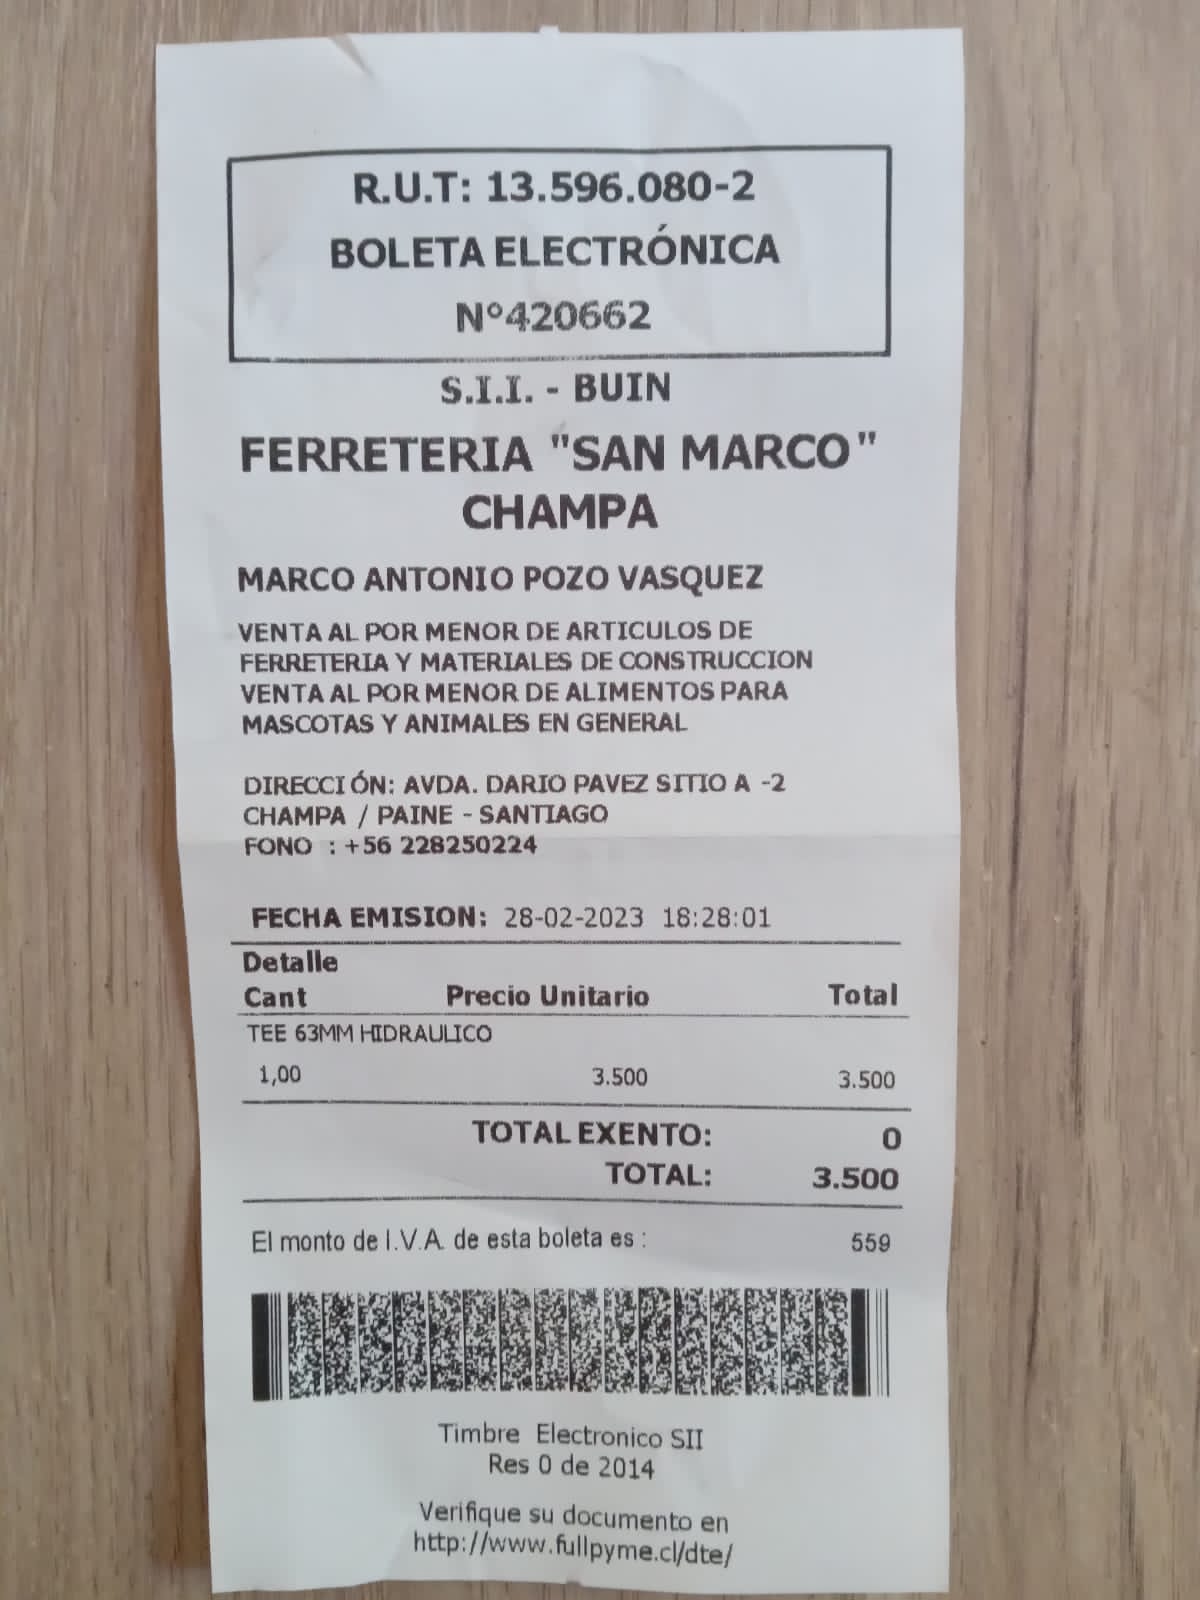 R.U.T: 13.596.080-2
BOLETA ELECTRÓNICA
N°420662
S.I.I. - BUIN
FERRETERIA "SAN MARCO"
CHAMPA
MARCO ANTONIO POZO VASQUEZ
VENTA AL POR MENOR DE ARTICULOS DE
FERRETERIA Y MATERIALES DE CONSTRUCCION
VENTA AL POR MENOR DE ALIMENTOS PARA
MASCOTAS Y ANIMALES EN GENERAL
DIRECCIÓN: AVDA. DARIO PAVEZ SITIO A -2
CHAMPA / PAINE - SANTIAGO
FONO : +56 228250224
FECHA EMISION: 28-02-2023 18:28:01
Detalle
Cant Precio Unitario Total
TEE 63MM HIDRAULICO
1,00 3.500 3.500
TOTAL EXENTO: 0
TOTAL: 3.500
El monto de I.V.A. de esta boleta es : 559
Timbre Electronico SII
Res 0 de 2014
Verifique su documento en
http://www.fullpyme.cl/dte/